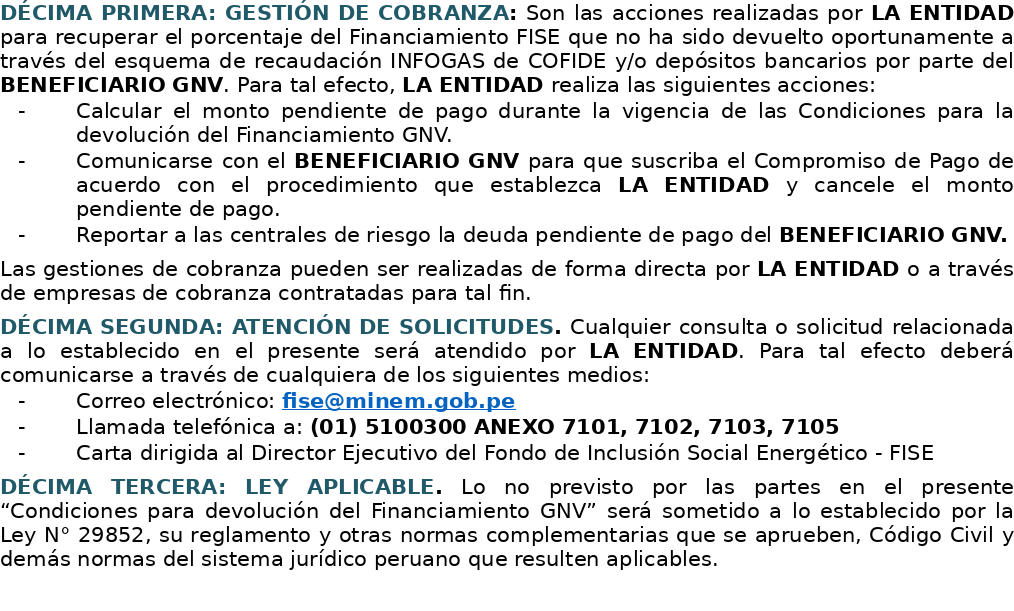 DÉCIMA PRIMERA: GESTIÓN DE COBRANZA: Son las acciones realizadas por LA ENTIDAD
para recuperar el porcentaje del Financiamiento FISE que no ha sido devuelto oportunamente a
través del esquema de recaudación INFOGAS de COFIDE y/o depósitos bancarios por parte del
BENEFICIARIO GNV. Para tal efecto, LA ENTIDAD realiza las siguientes acciones:
- Calcular el monto pendiente de pago durante la vigencia de las Condiciones para la
devolución del Financiamiento GNV.
- Comunicarse con el BENEFICIARIO GNV para que suscriba el Compromiso de Pago de
acuerdo con el procedimiento que establezca LA ENTIDAD y cancele el monto
pendiente de pago.
- Reportar a las centrales de riesgo la deuda pendiente de pago del BENEFICIARIO GNV.
Las gestiones de cobranza pueden ser realizadas de forma directa por LA ENTIDAD o a través
de empresas de cobranza contratadas para tal fin.
DÉCIMA SEGUNDA: ATENCIÓN DE SOLICITUDES. Cualquier consulta o solicitud relacionada
a lo establecido en el presente será atendido por LA ENTIDAD. Para tal efecto deberá
comunicarse a través de cualquiera de los siguientes medios:
- Correo electrónico: fise@minem.gob.pe
- Llamada telefónica a: (01) 5100300 ANEXO 7101, 7102, 7103, 7105
- Carta dirigida al Director Ejecutivo del Fondo de Inclusión Social Energético - FISE
DÉCIMA TERCERA: LEY APLICABLE. Lo no previsto por las partes en el presente
“Condiciones para devolución del Financiamiento GNV” será sometido a lo establecido por la
Ley N° 29852, su reglamento y otras normas complementarias que se aprueben, Código Civil y
demás normas del sistema jurídico peruano que resulten aplicables.